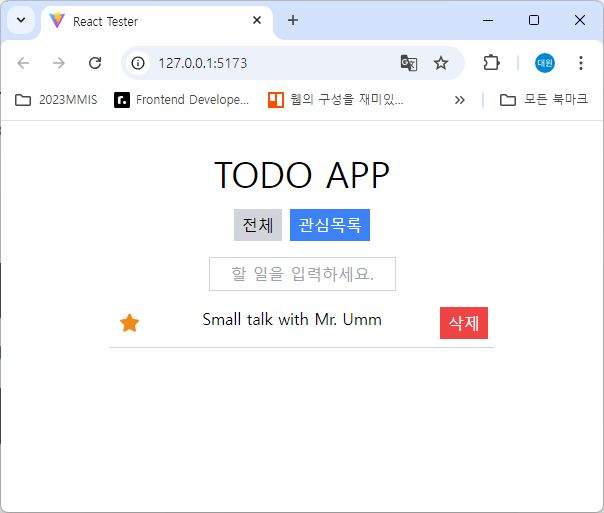 React Tester
127.0.0.1:5173
2023MMIS
Frontend Develope...
웹의 구성을 재미있...
모든 북마크
대원
TODO APP
전체
관심목록
할 일을 입력하세요.
Small talk with Mr. Umm
삭제